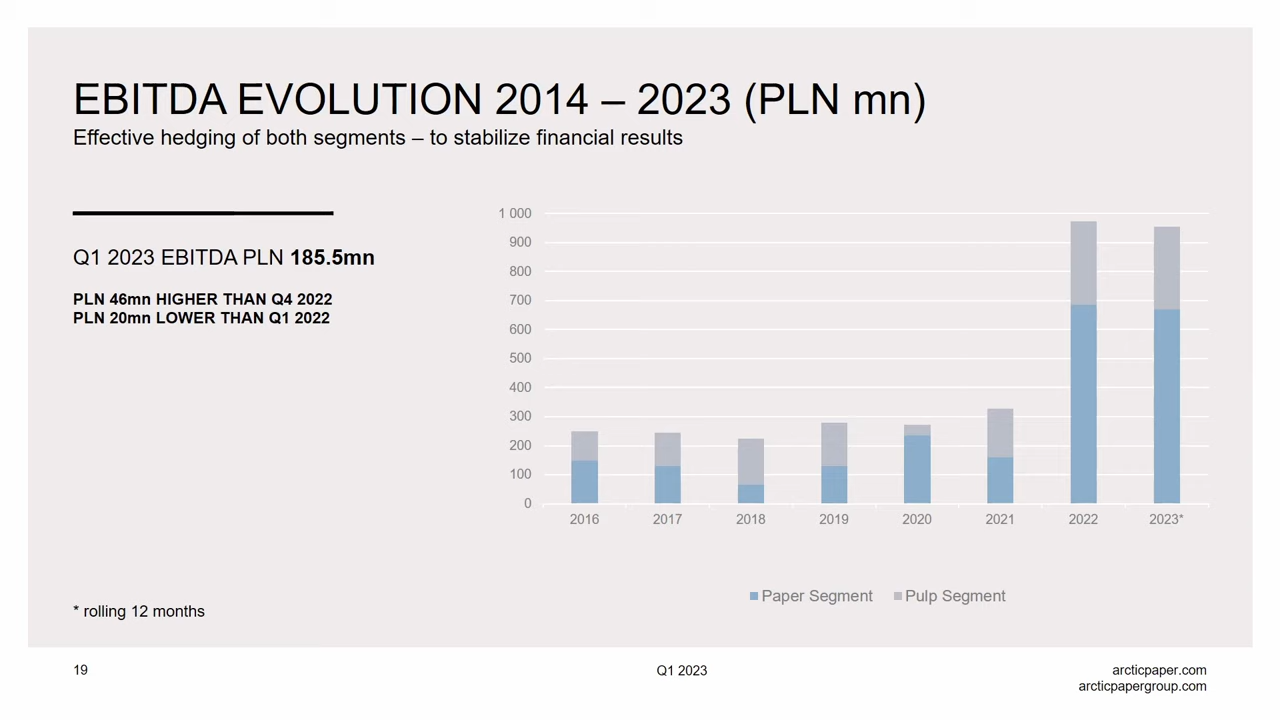 EBITDA EVOLUTION 2014 – 2023 (PLN mn)
Effective hedging of both segments – to stabilize financial results
Q1 2023 EBITDA PLN 185.5mn
PLN 46mn HIGHER THAN Q4 2022
PLN 20mn LOWER THAN Q1 2022
1 000
900
800
700
600
500
400
300
200
100
0
2016 2017 2018 2019 2020 2021 2022 2023*
Paper Segment Pulp Segment
* rolling 12 months
19 Q1 2023 arcticpaper.com
arcticpapergroup.com